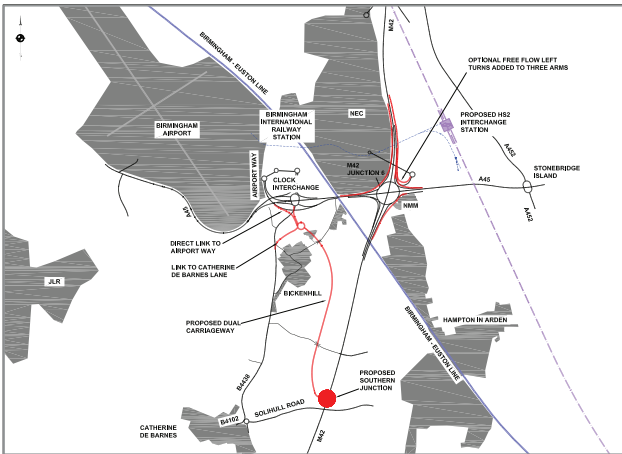 M42
BIRMINGHAM - EUSTON LINE
OPTIONAL FREE FLOW LEFT
TURNS ADDED TO THREE ARMS
A452
NEC
BIRMINGHAM
INTERNATIONAL
RAILWAY
STATION
BIRMINGHAM
AIRPORT
PROPOSED HS2
INTERCHANGE
STATION
AIRPORT WAY
CLOCK
INTERCHANGE
M42
JUNCTION 6
A45
STONEBRIDGE
ISLAND
A452
NMM
A45
DIRECT LINK TO
AIRPORT WAY
LINK TO CATHERINE
DE BARNES LANE
JLR
BICKENHILL
HAMPTON IN ARDEN
PROPOSED DUAL
CARRIAGEWAY
BIRMINGHAM - EUSTON LINE
PROPOSED
SOUTHERN
JUNCTION
B4438
SOLIHULL ROAD
B4102
CATHERINE
DE BARNES
M42